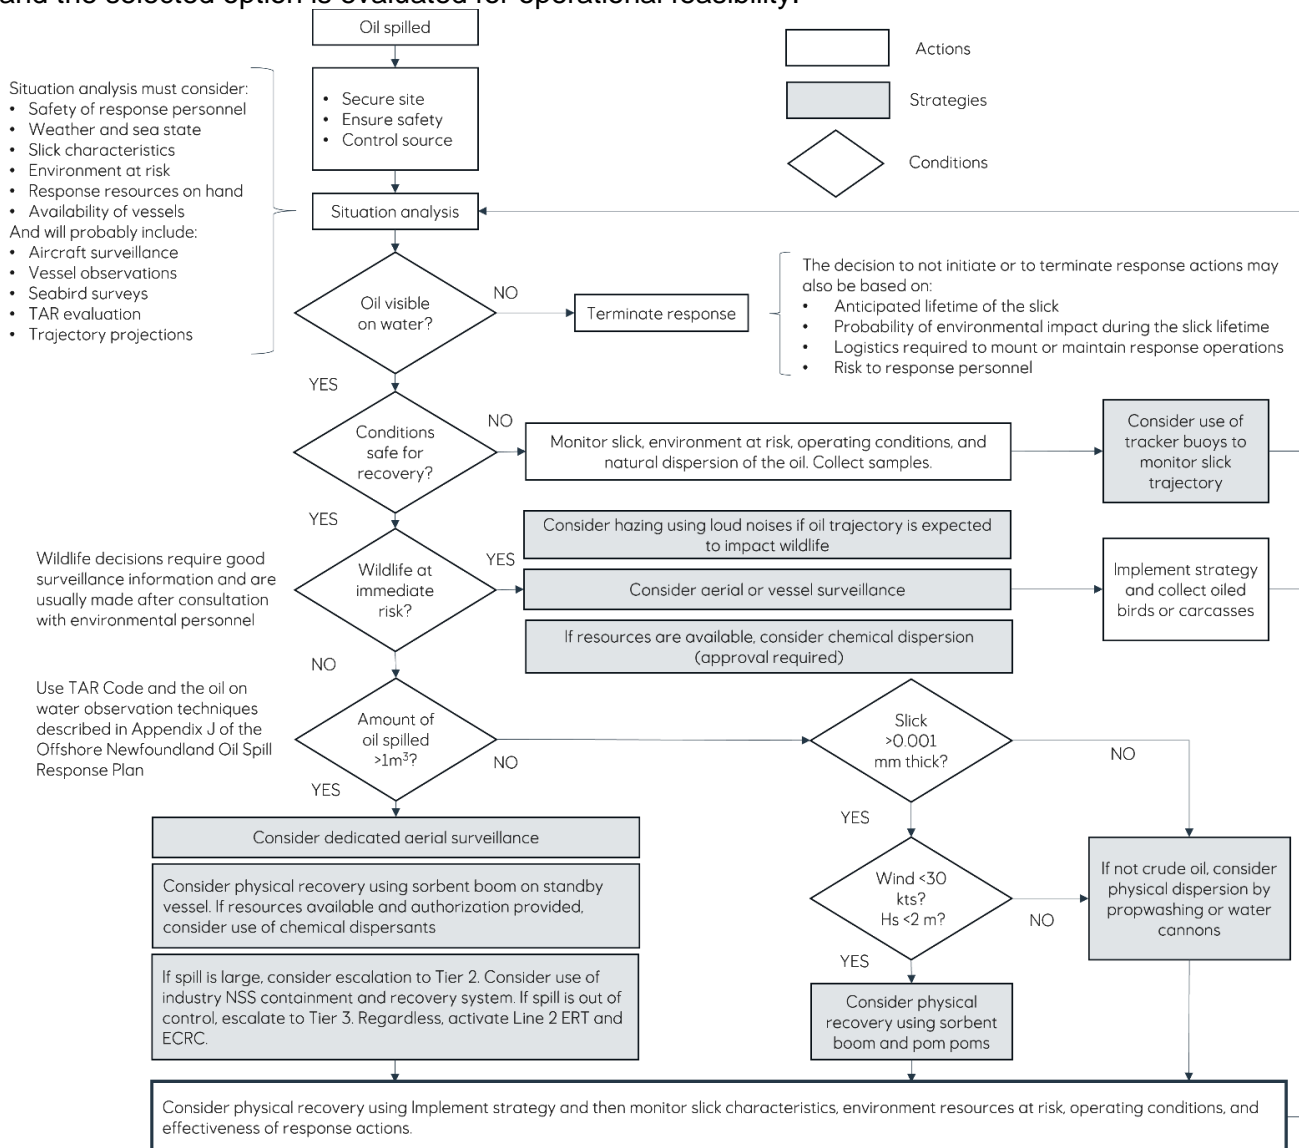 and the selected option is evaluated for operational feasibility.
Oil spilled
Actions
Strategies
Conditions
• Secure site
• Ensure safety
• Control source
Situation analysis must consider:
• Safety of response personnel
• Weather and sea state
• Slick characteristics
• Environment at risk
• Response resources on hand
• Availability of vessels
And will probably include:
• Aircraft surveillance
• Vessel observations
• Seabird surveys
• TAR evaluation
• Trajectory projections
Situation analysis
Oil visible
on water?
NO
Terminate response
The decision to not initiate or to terminate response actions may
also be based on:
• Anticipated lifetime of the slick
• Probability of environmental impact during the slick lifetime
• Logistics required to mount or maintain response operations
• Risk to response personnel
YES
Conditions
safe for
recovery?
NO
Monitor slick, environment at risk, operating conditions, and
natural dispersion of the oil. Collect samples.
Consider use of
tracker buoys to
monitor slick
trajectory
YES
Wildlife decisions require good
surveillance information and are
usually made after consultation
with environmental personnel
Wildlife at
immediate
risk?
YES
Consider hazing using loud noises if oil trajectory is expected
to impact wildlife
Consider aerial or vessel surveillance
If resources are available, consider chemical dispersion
(approval required)
Implement strategy
and collect oiled
birds or carcasses
NO
Use TAR Code and the oil on
water observation techniques
described in Appendix J of the
Offshore Newfoundland Oil Spill
Response Plan
Amount of
oil spilled
>1m³?
NO
Slick
>0.001
mm thick?
NO
YES
YES
Consider dedicated aerial surveillance
Consider physical recovery using sorbent boom on standby
vessel. If resources available and authorization provided,
consider use of chemical dispersants
If spill is large, consider escalation to Tier 2. Consider use of
industry NSS containment and recovery system. If spill is out of
control, escalate to Tier 3. Regardless, activate Line 2 ERT and
ECRC.
Wind <30
kts?
Hs <2 m?
NO
If not crude oil, consider
physical dispersion by
propwashing or water
cannons
YES
Consider physical
recovery using sorbent
boom and pom poms
Consider physical recovery using Implement strategy and then monitor slick characteristics, environment resources at risk, operating conditions, and
effectiveness of response actions.